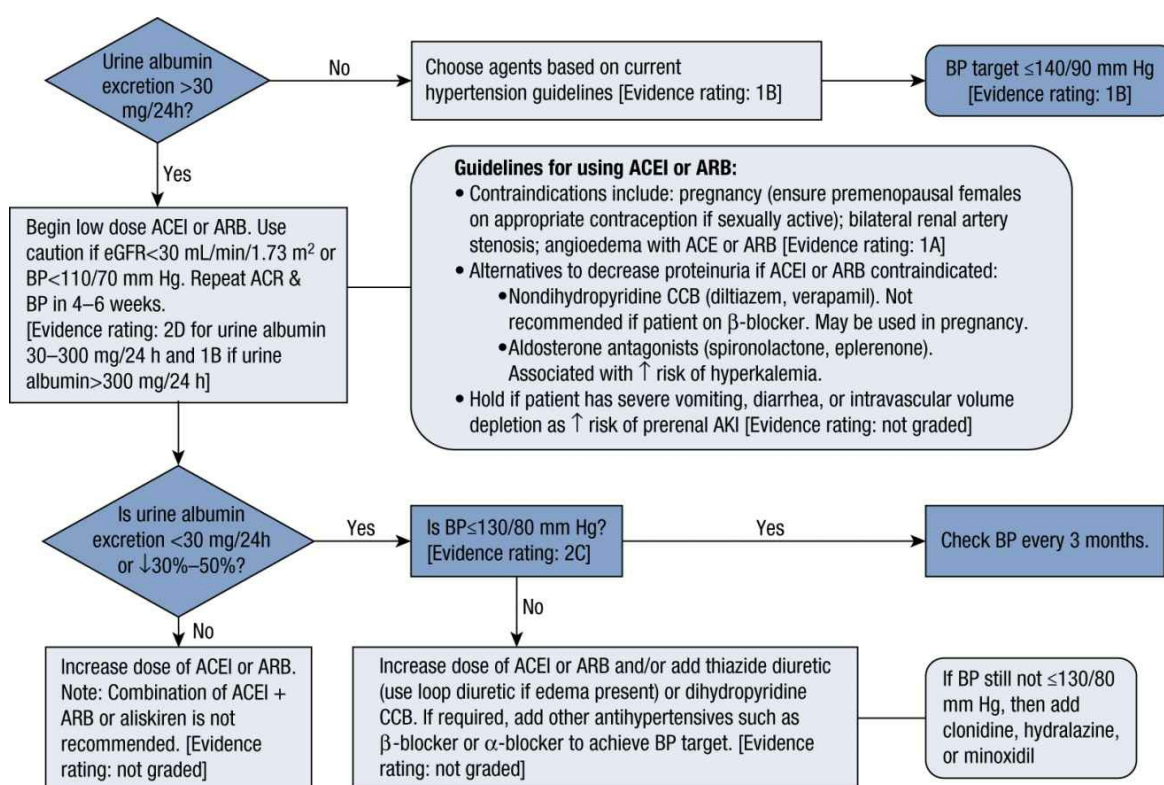 Urine albumin
excretion >30
mg/24h?
No
Choose agents based on current
hypertension guidelines [Evidence rating: 1B]
BP target ≤140/90 mm Hg
[Evidence rating: 1B]
Yes
Begin low dose ACEI or ARB. Use
caution if eGFR<30 mL/min/1.73 m² or
BP<110/70 mm Hg. Repeat ACR &
BP in 4–6 weeks.
[Evidence rating: 2D for urine albumin
30–300 mg/24 h and 1B if urine
albumin>300 mg/24 h]
Guidelines for using ACEI or ARB:
• Contraindications include: pregnancy (ensure premenopausal females
on appropriate contraception if sexually active); bilateral renal artery
stenosis; angioedema with ACE or ARB [Evidence rating: 1A]
• Alternatives to decrease proteinuria if ACEI or ARB contraindicated:
•Nondihydropyridine CCB (diltiazem, verapamil). Not
recommended if patient on β-blocker. May be used in pregnancy.
•Aldosterone antagonists (spironolactone, eplerenone).
Associated with ↑ risk of hyperkalemia.
• Hold if patient has severe vomiting, diarrhea, or intravascular volume
depletion as ↑ risk of prerenal AKI [Evidence rating: not graded]
Is urine albumin
excretion <30 mg/24h
or ↓30%–50%?
Yes
Is BP≤130/80 mm Hg?
[Evidence rating: 2C]
Yes
Check BP every 3 months.
No
No
Increase dose of ACEI or ARB.
Note: Combination of ACEI +
ARB or aliskiren is not
recommended. [Evidence
rating: not graded]
Increase dose of ACEI or ARB and/or add thiazide diuretic
(use loop diuretic if edema present) or dihydropyridine
CCB. If required, add other antihypertensives such as
β-blocker or α-blocker to achieve BP target. [Evidence
rating: not graded]
If BP still not ≤130/80
mm Hg, then add
clonidine, hydralazine,
or minoxidil